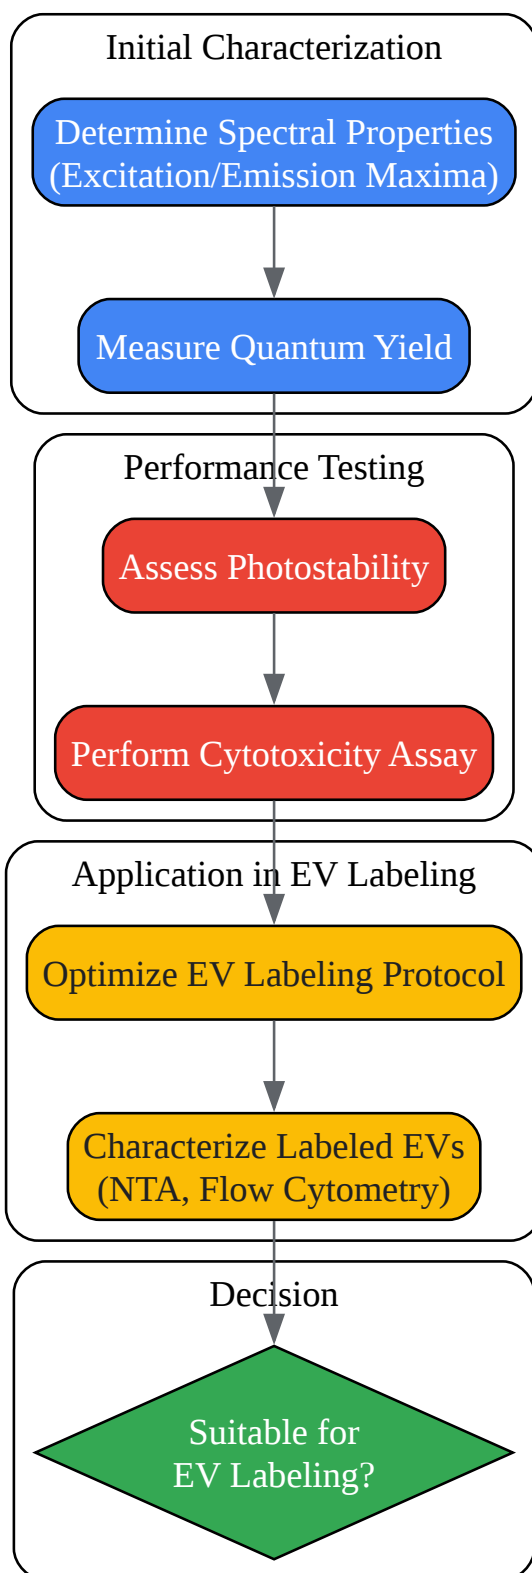 Initial Characterization
Determine Spectral Properties
(Excitation/Emission Maxima)
Measure Quantum Yield
Performance Testing
Assess Photostability
Perform Cytotoxicity Assay
Application in EV Labeling
Optimize EV Labeling Protocol
Characterize Labeled EVs
(NTA, Flow Cytometry)
Decision
Suitable for
EV Labeling?